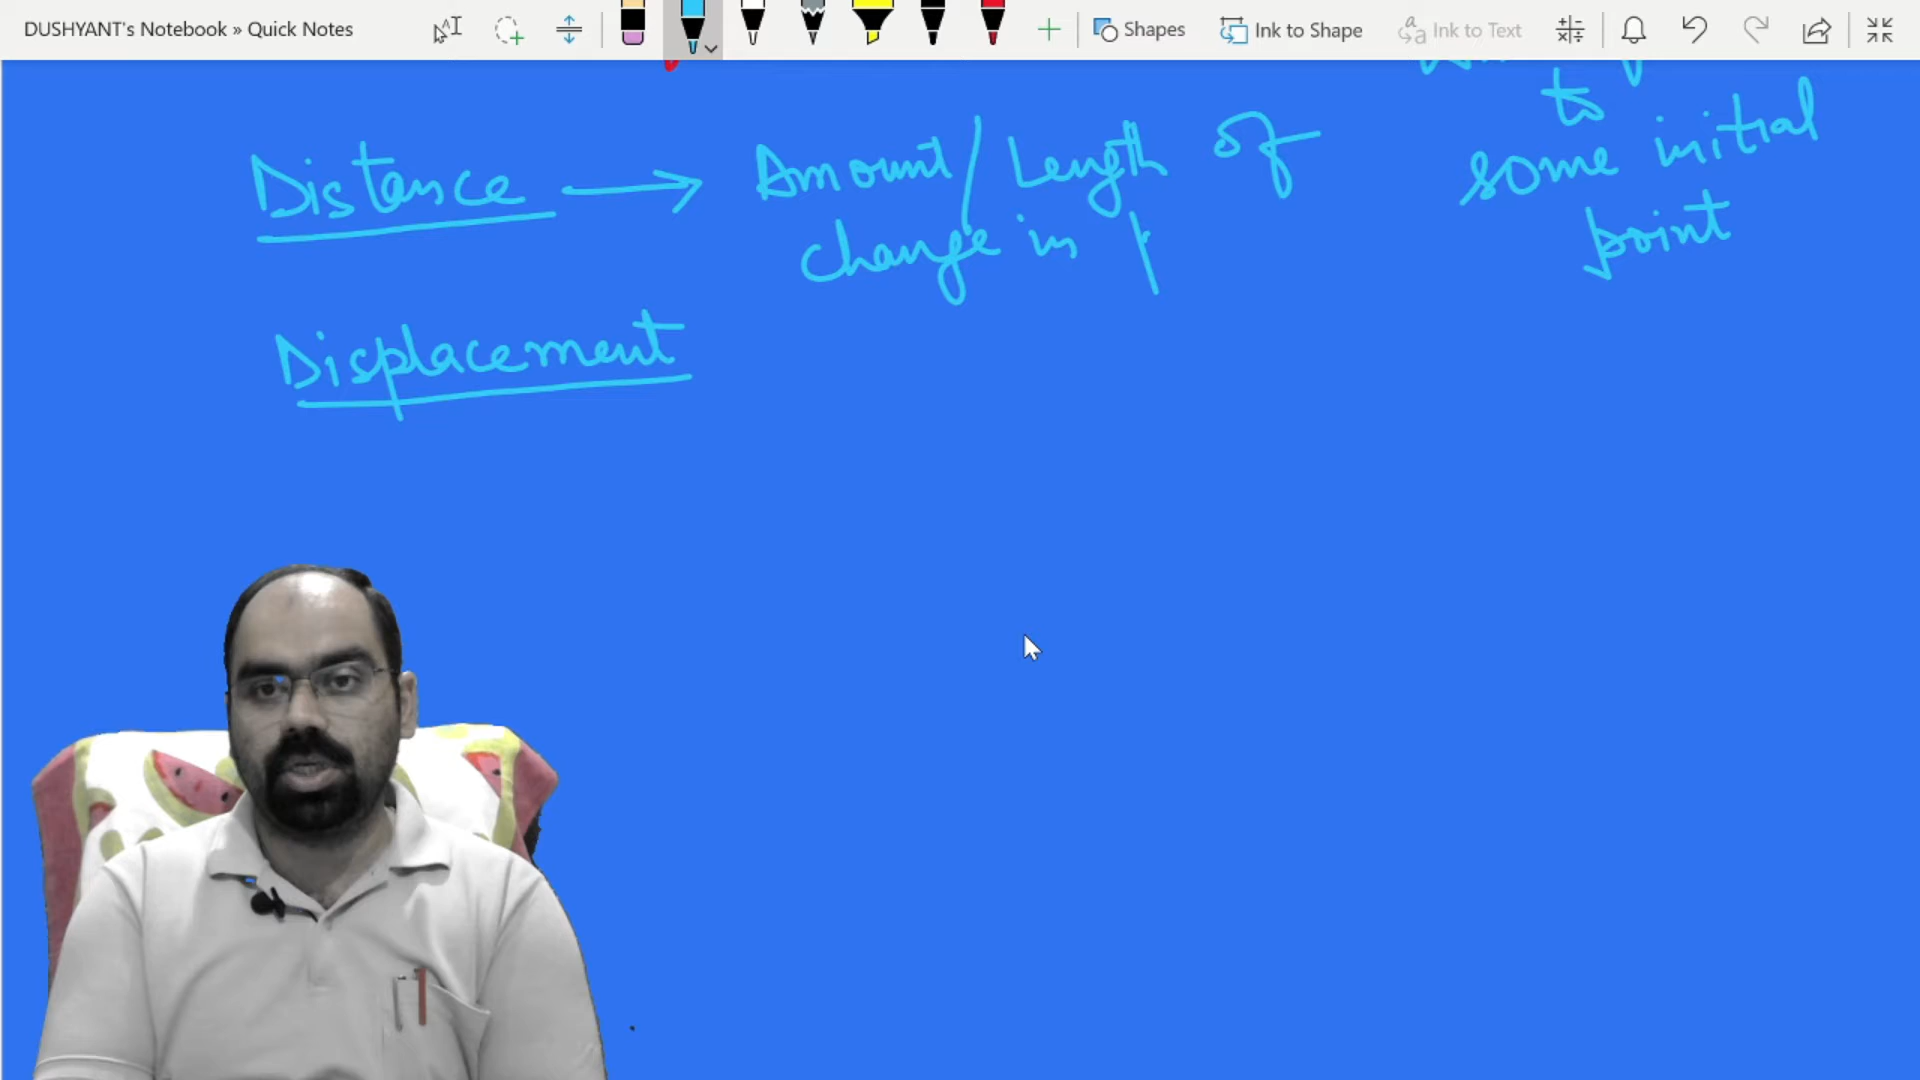 DUSHYANT's Notebook » Quick Notes
Shapes
Ink to Shape
Ink to Text
to
some initial
point
Distance → Amount/Length of
change in p
Displacement